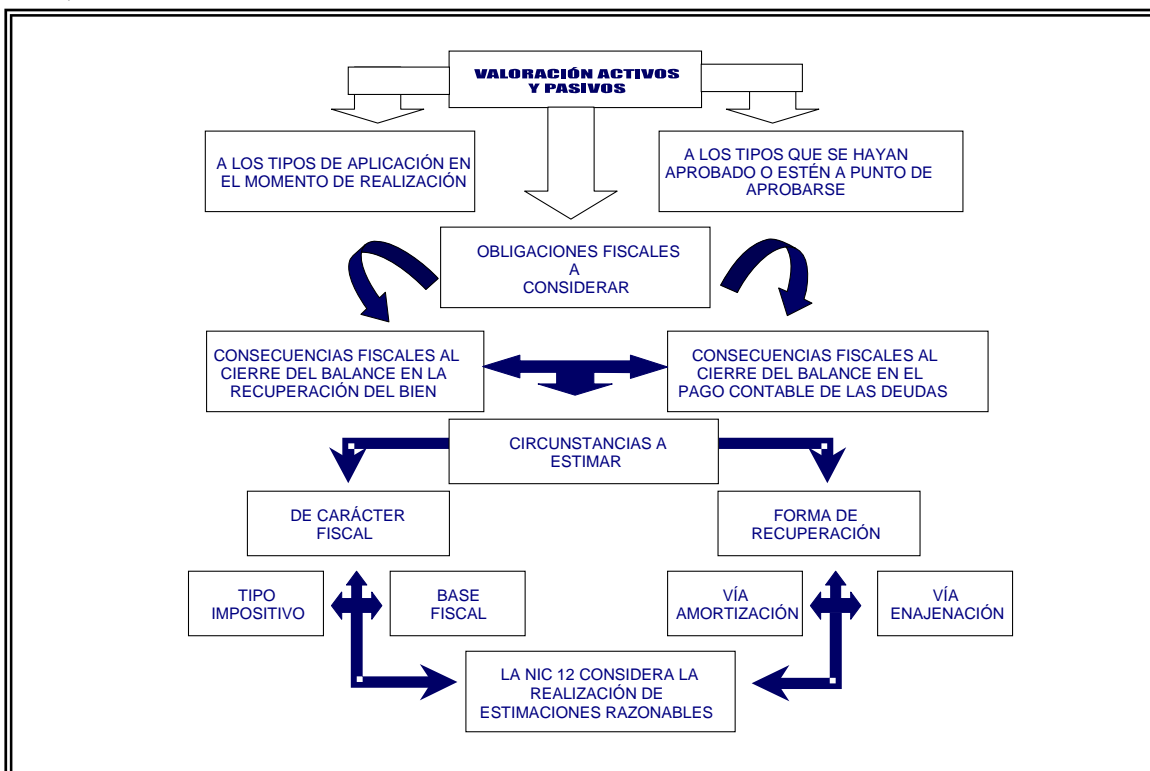 VALORACIÓN ACTIVOS
Y PASIVOS
A LOS TIPOS DE APLICACIÓN EN
EL MOMENTO DE REALIZACIÓN
A LOS TIPOS QUE SE HAYAN
APROBADO O ESTÉN A PUNTO DE
APROBARSE
OBLIGACIONES FISCALES
A
CONSIDERAR
CONSECUENCIAS FISCALES AL
CIERRE DEL BALANCE EN LA
RECUPERACIÓN DEL BIEN
CONSECUENCIAS FISCALES AL
CIERRE DEL BALANCE EN EL
PAGO CONTABLE DE LAS DEUDAS
CIRCUNSTANCIAS A
ESTIMAR
DE CARÁCTER
FISCAL
FORMA DE
RECUPERACIÓN
TIPO
IMPOSITIVO
BASE
FISCAL
VÍA
AMORTIZACIÓN
VÍA
ENAJENACIÓN
LA NIC 12 CONSIDERA LA
REALIZACIÓN DE
ESTIMACIONES RAZONABLES